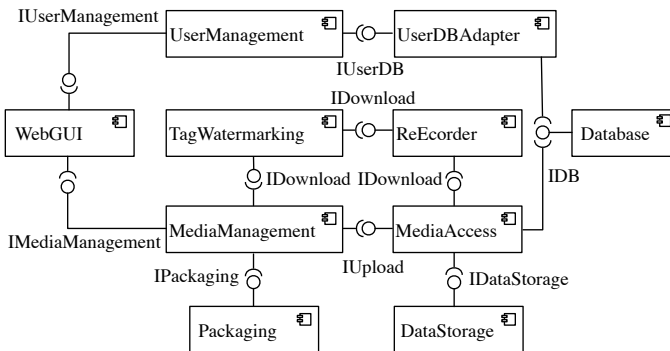 IUserManagement
UserManagement
UserDBAdapter
IUserDB
IDownload
WebGUI
TagWatermarking
ReEcorder
Database
IDownload
IDownload
IDB
MediaManagement
MediaAccess
IMediaManagement
IPackaging
IUpload
IDataStorage
Packaging
DataStorage